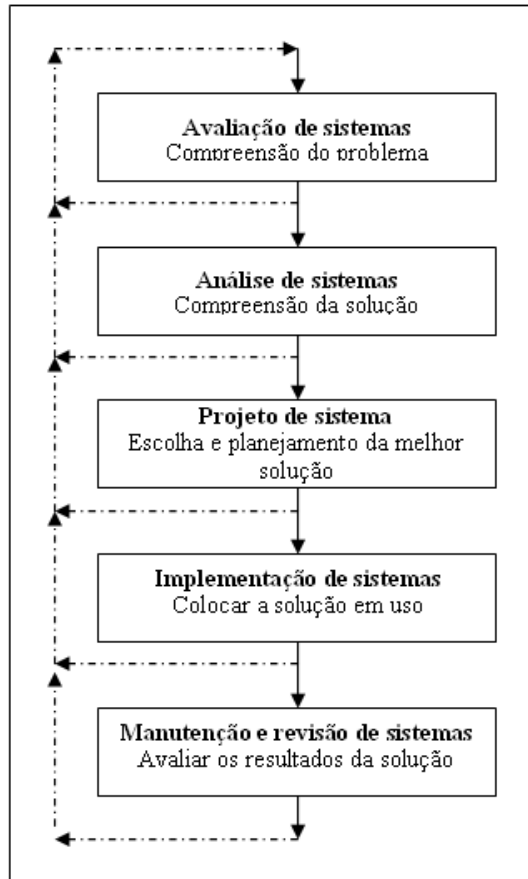 Avaliação de sistemas
Compreensão do problema
Análise de sistemas
Compreensão da solução
Projeto de sistema
Escolha e planejamento da melhor
solução
Implementação de sistemas
Colocar a solução em uso
Manutenção e revisão de sistemas
Avaliar os resultados da solução